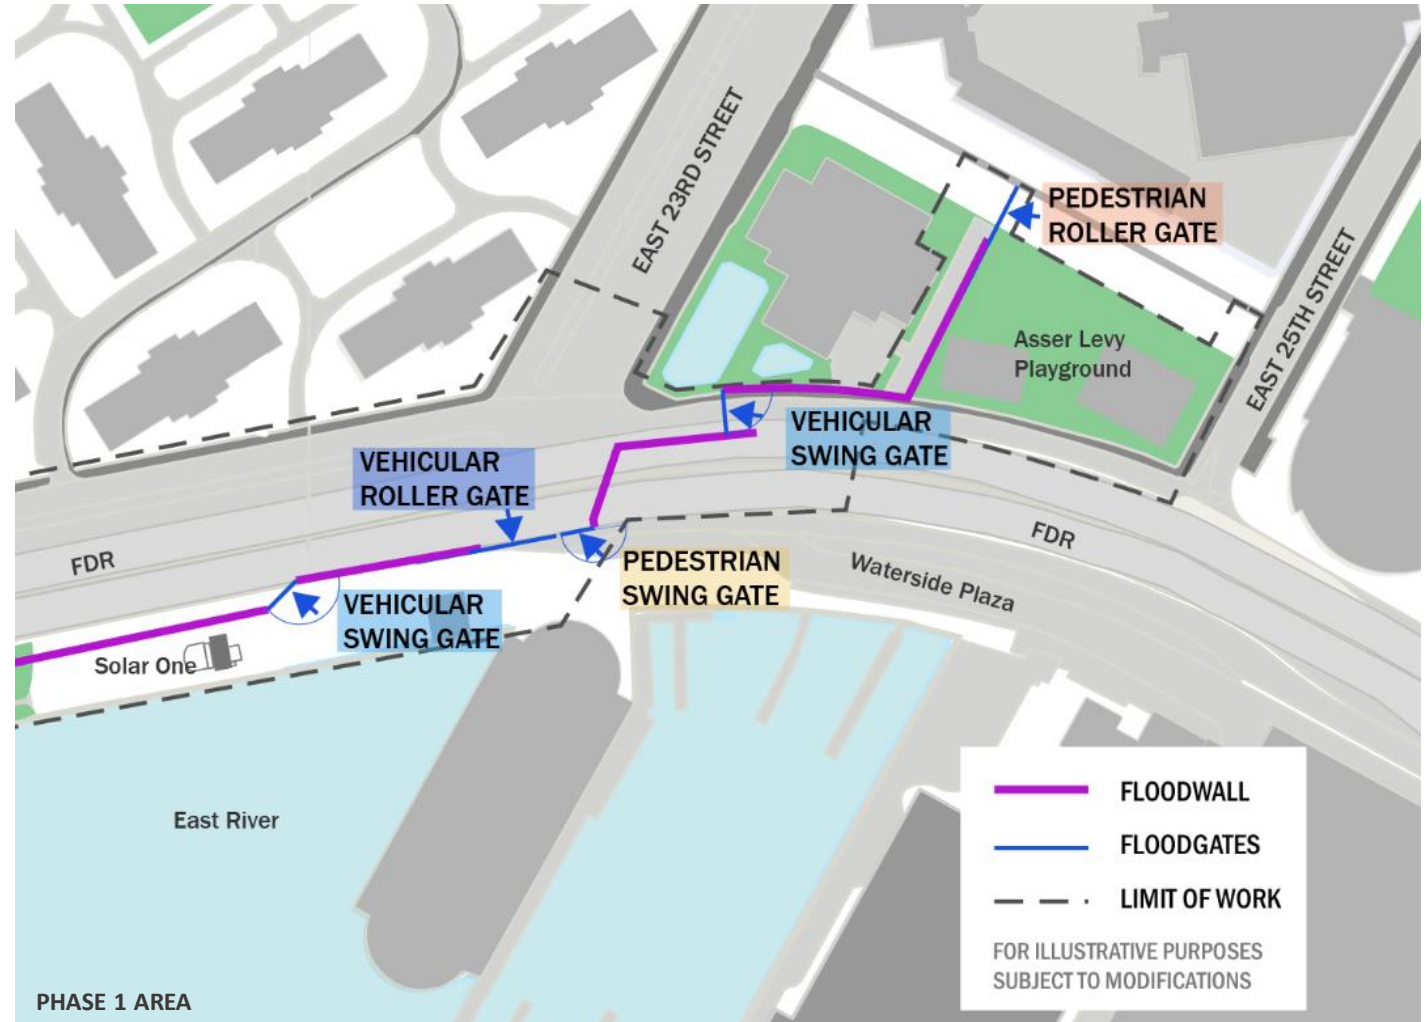 EAST 23RD STREET
PEDESTRIAN
ROLLER GATE
EAST 25TH STREET
Asser Levy
Playground
VEHICULAR
SWING GATE
VEHICULAR
ROLLER GATE
FDR
FDR
PEDESTRIAN
SWING GATE
Waterside Plaza
VEHICULAR
SWING GATE
Solar One
East River
FLOODWALL
FLOODGATES
LIMIT OF WORK
FOR ILLUSTRATIVE PURPOSES
SUBJECT TO MODIFICATIONS
PHASE 1 AREA